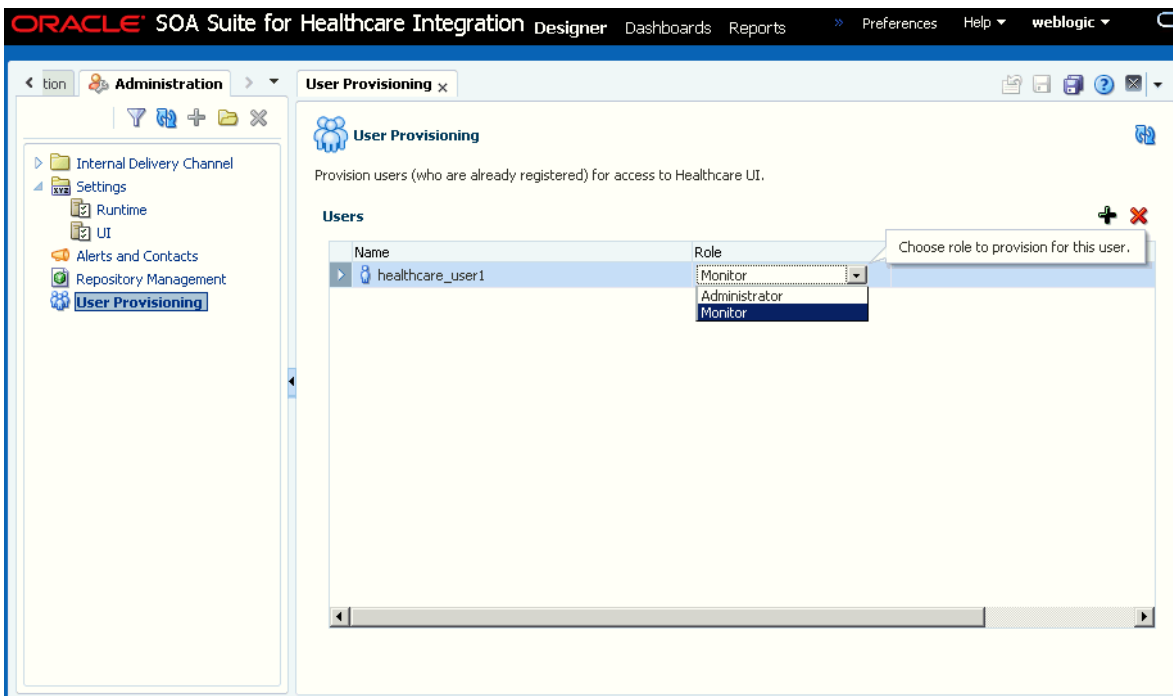 ORACLE SOA Suite for Healthcare Integration Designer Dashboards Reports » Preferences Help weblogic
tion Administration
User Provisioning
User Provisioning
Provision users (who are already registered) for access to Healthcare UI.
Internal Delivery Channel
Settings
Runtime
UI
Alerts and Contacts
Repository Management
User Provisioning
Users
Name Role
Choose role to provision for this user.
healthcare_user1 Monitor
Administrator
Monitor